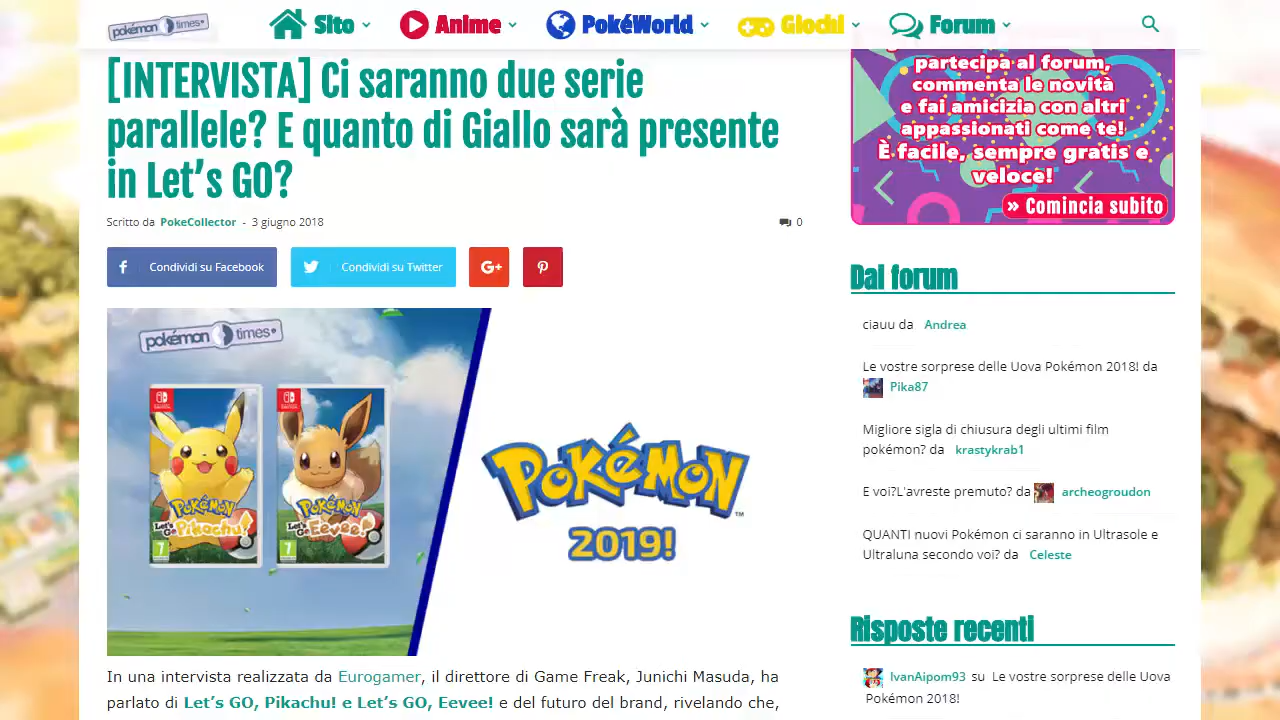 pokémon times
Sito
Anime
PokéWorld
Giochi
Forum
[INTERVISTA] Ci saranno due serie
parallele? E quanto di Giallo sarà presente
in Let’s GO?
Scritto da PokeCollector - 3 giugno 2018
0
Condividi su Facebook
Condividi su Twitter
G+
pokémon times
POKÉMON
Let's Go Pikachu!
7
POKÉMON
Let's Go Eevee!
7
POKÉMON
2019!
In una intervista realizzata da Eurogamer, il direttore di Game Freak, Junichi Masuda, ha
parlato di Let’s GO, Pikachu! e Let’s GO, Eevee! e del futuro del brand, rivelando che,
partecipa al forum,
commenta le novità
e fai amicizia con altri
appassionati come te!
È facile, sempre gratis e
veloce!
» Comincia subito
Dal forum
ciauu da Andrea
Le vostre sorprese delle Uova Pokémon 2018! da
Pika87
Migliore sigla di chiusura degli ultimi film
pokémon? da krastykrab1
E voi?L'avreste premuto? da archeogroudon
QUANTI nuovi Pokémon ci saranno in Ultrasole e
Ultraluna secondo voi? da Celeste
Risposte recenti
IvanAipom93 su Le vostre sorprese delle Uova
Pokémon 2018!